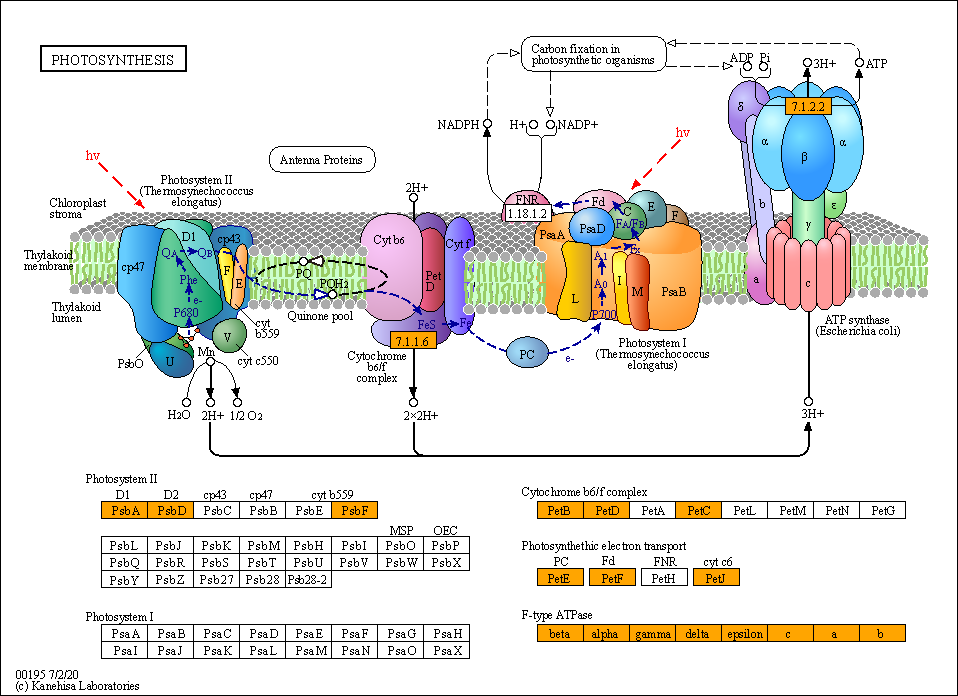 PHOTOSYNTHESIS
Carbon fixation in
photosynthetic organisms
ADP Pi
3H+
ATP
7.1.2.2
δ
α
β
α
NADPH
H+
NADP+
hν
hν
Antenna Proteins
Photosystem II
(Thermosynechococcus
elongatus)
Chloroplast
stroma
2H+
FNR
1.18.1.2
Fd
C
E
F
FA/FB
PsaA
PsaD
b
ε
γ
D1
cp43
QA
QB
cp47
Thylakoid
membrane
F
E
Phe
e-
P680
PQ
PQH2
Quinone pool
Cyt b6
Cyt f
Pet
D
Fx
A1
A0
I
L
M
PsaB
P700
a
c
Thylakoid
lumen
cyt
b559
V
cyt c550
PsbO
U
Mn
FeS
Fe
7.1.1.6
Cytochrome
b6/f
complex
PC
e-
Photosystem I
(Thermosynechococcus
elongatus)
ATP synthase
(Escherichia coli)
H2O
2H+
1/2 O2
2×2H+
3H+
Photosystem II
D1 D2 cp43 cp47 cyt b559
PsbA PsbD PsbC PsbB PsbE PsbF
MSP OEC
PsbL PsbJ PsbK PsbM PsbH PsbI PsbO PsbP
PsbQ PsbR PsbS PsbT PsbU PsbV PsbW PsbX
PsbY PsbZ Psb27 Psb28 Psb28-2
Photosystem I
PsaA PsaB PsaC PsaD PsaE PsaF PsaG PsaH
PsaI PsaJ PsaK PsaL PsaM PsaN PsaO PsaX
Cytochrome b6/f complex
PetB PetD PetA PetC PetL PetM PetN PetG
Photosynthethic electron transport
PC Fd FNR cyt c6
PetE PetF PetH PetJ
F-type ATPase
beta alpha gamma delta epsilon c a b
00195 7/2/20
(c) Kanehisa Laboratories